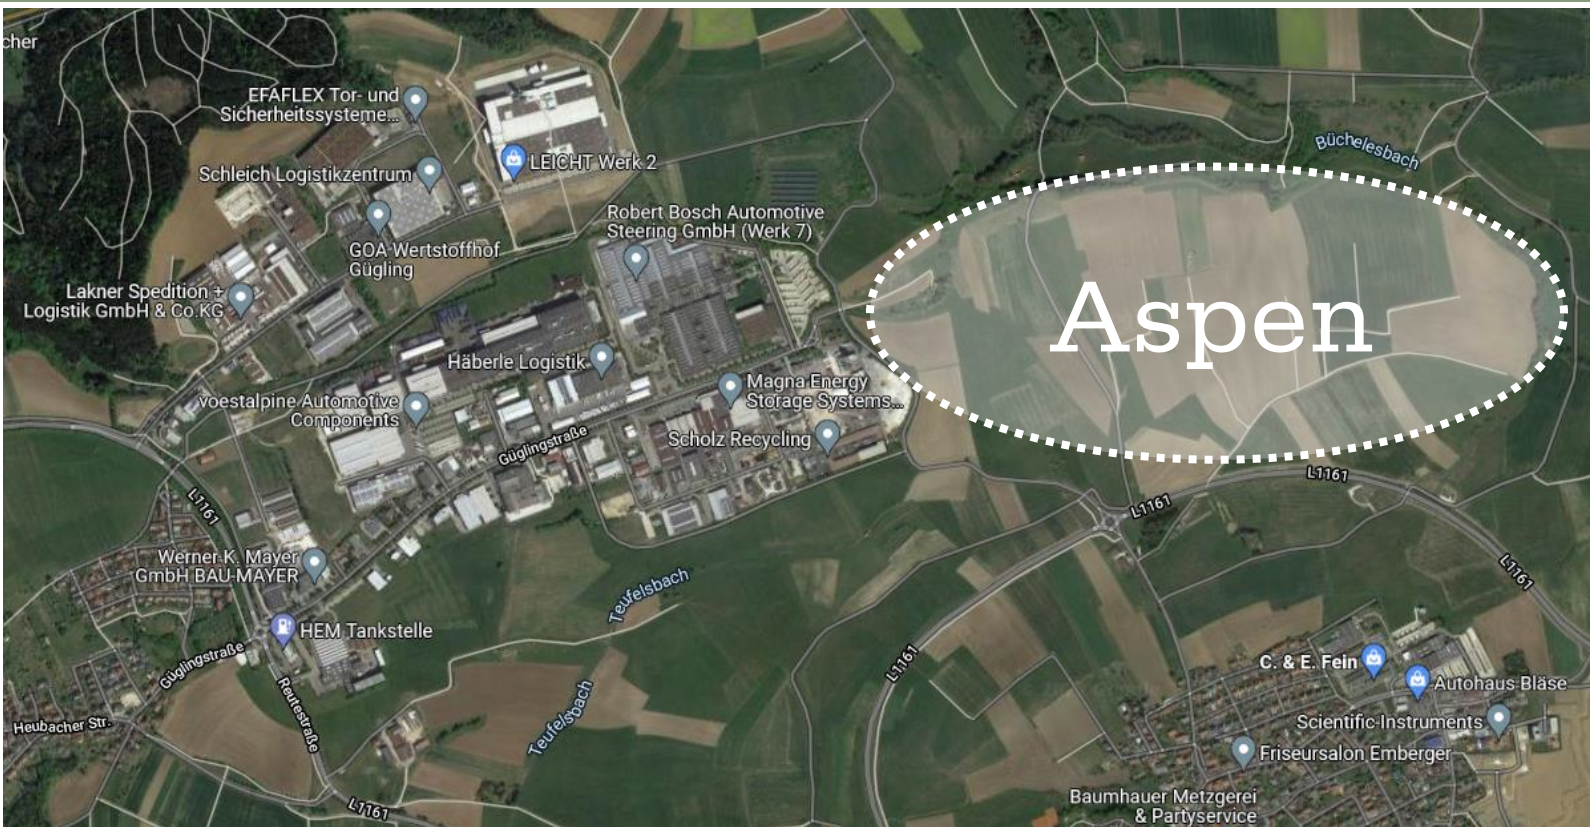 cher
EFAFLEX Tor- und
Sicherheitssysteme...
Schleich Logistikzentrum
LEICHT Werk 2
GOA Wertstoffhof
Gügling
Robert Bosch Automotive
Steering GmbH (Werk 7)
Büchelesbach
Lakner Spedition +
Logistik GmbH & Co.KG
Aspen
Häberle Logistik
voestalpine Automotive
Components
Magna Energy
Storage Systems...
Güglingstraße
Scholz Recycling
L1161
L1161
L1161
L1161
Werner K. Mayer
GmbH BAU-MAYER
Teufelsbach
HEM Tankstelle
Güglingstraße
L1161
C. & E. Fein
Autohaus Bläse
Reutestraße
Heubacher Str.
Teufelsbach
Scientific Instruments
Friseursalon Emberger
L1161
Baumhauer Metzgerei
& Partyservice